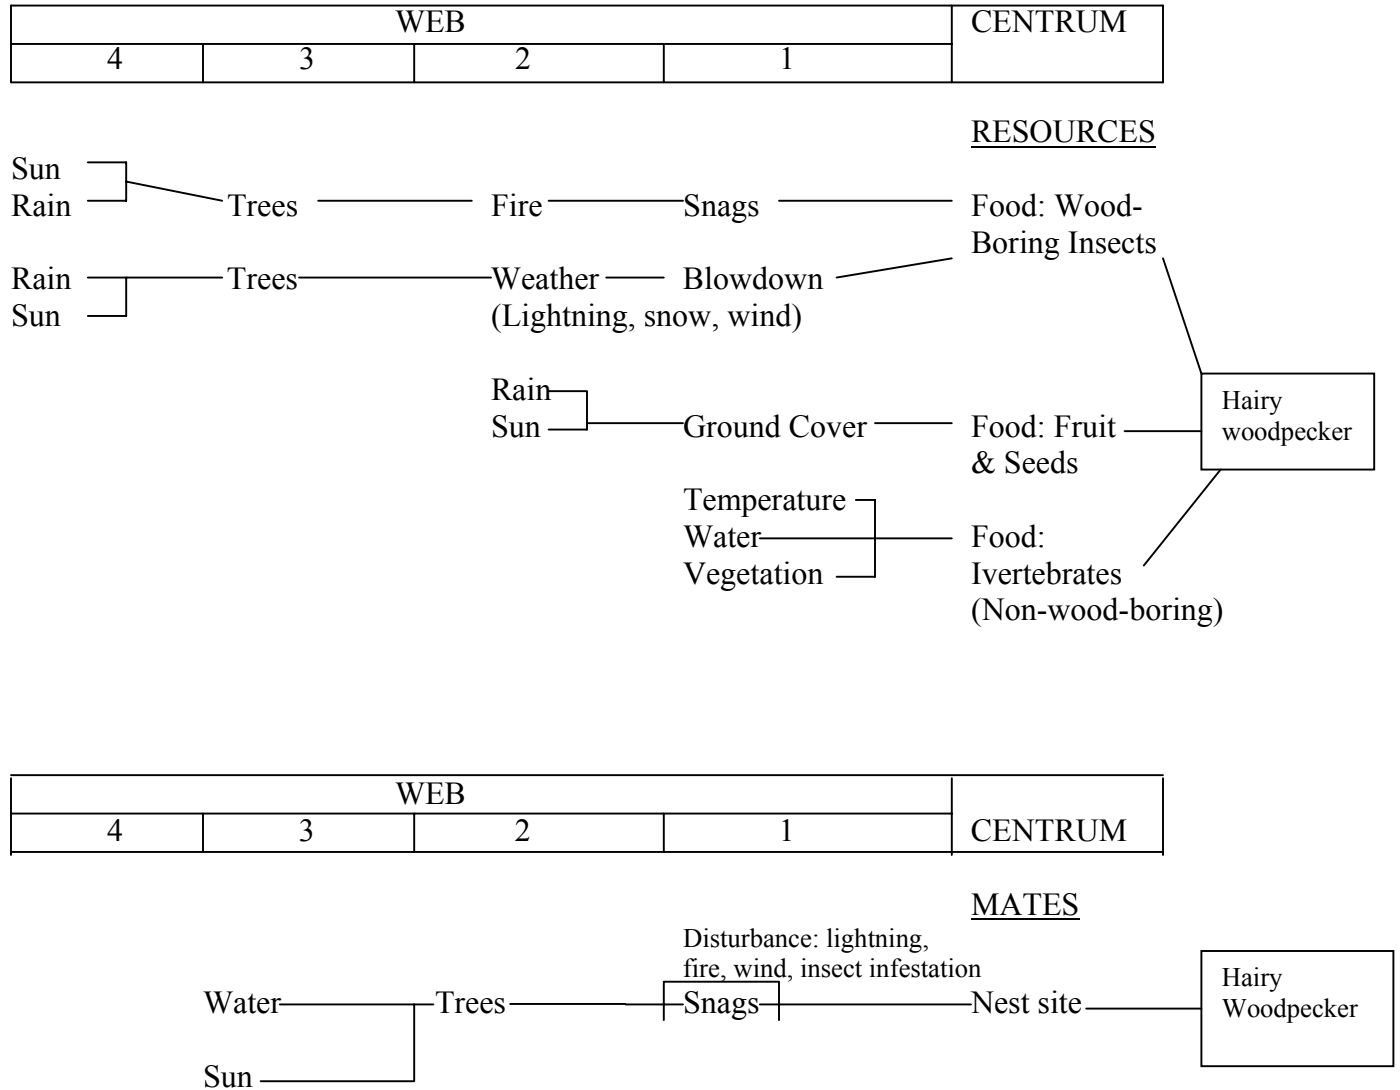 WEB CENTRUM
4 3 2 1
RESOURCES
Sun
Rain Trees Fire Snags Food: Wood-
Boring Insects
Rain Trees Weather Blowdown
Sun (Lightning, snow, wind)
Rain
Sun Ground Cover Food: Fruit
& Seeds
Hairy
woodpecker
Temperature
Water Food:
Vegetation Ivertebrates
(Non-wood-boring)
WEB
4 3 2 1 CENTRUM
MATES
Disturbance: lightning,
fire, wind, insect infestation
Water Trees Snags Nest site
Hairy
Woodpecker
Sun